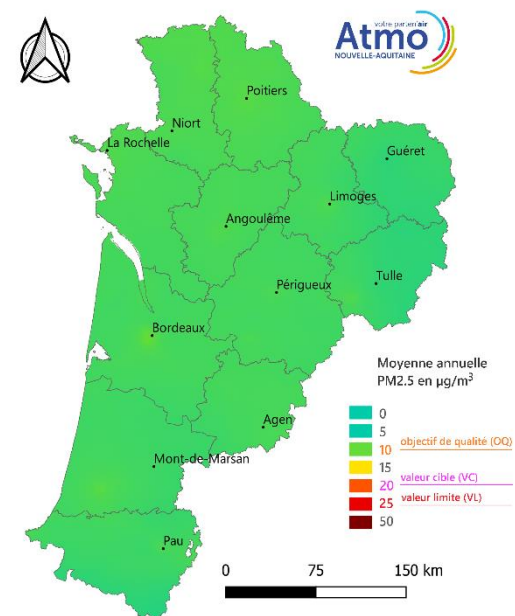 votre parten'air
Atmo
NOUVELLE-AQUITAINE
Poitiers
Niort
La Rochelle
Guéret
Limoges
Angoulême
Tulle
Périgueux
Bordeaux
Agen
Mont-de-Marsan
Pau
Moyenne annuelle
PM2.5 en µg/m³
0
5
10 objectif de qualité (OQ)
15
20 valeur cible (VC)
25 valeur limite (VL)
50
0 75 150 km